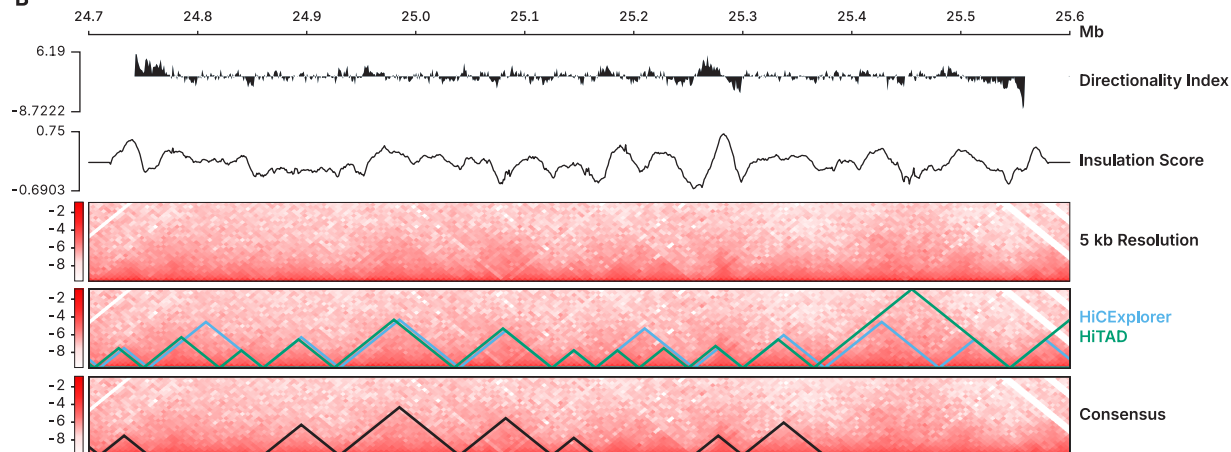 24.7 24.8 24.9 25.0 25.1 25.2 25.3 25.4 25.5 25.6
Mb
6.19
-8.7222
Directionality Index
0.75
-0.6903
Insulation Score
-2
-4
-6
-8
5 kb Resolution
-2
-4
-6
-8
HiCExplorer
HiTAD
-2
-4
-6
-8
Consensus